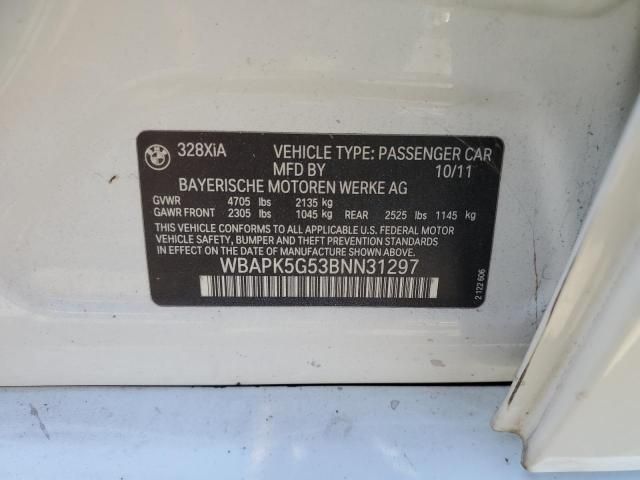 BMW
328XiA VEHICLE TYPE: PASSENGER CAR
MFD BY 10/11
BAYERISCHE MOTOREN WERKE AG
GVWR 4705 lbs 2135 kg
GAWR FRONT 2305 lbs 1045 kg REAR 2525 lbs 1145 kg
THIS VEHICLE CONFORMS TO ALL APPLICABLE U.S. FEDERAL MOTOR
VEHICLE SAFETY, BUMPER AND THEFT PREVENTION STANDARDS
IN EFFECT ON THE DATE OF MANUFACTURE SHOWN ABOVE.
WBAPK5G53BNN31297
2 122 606